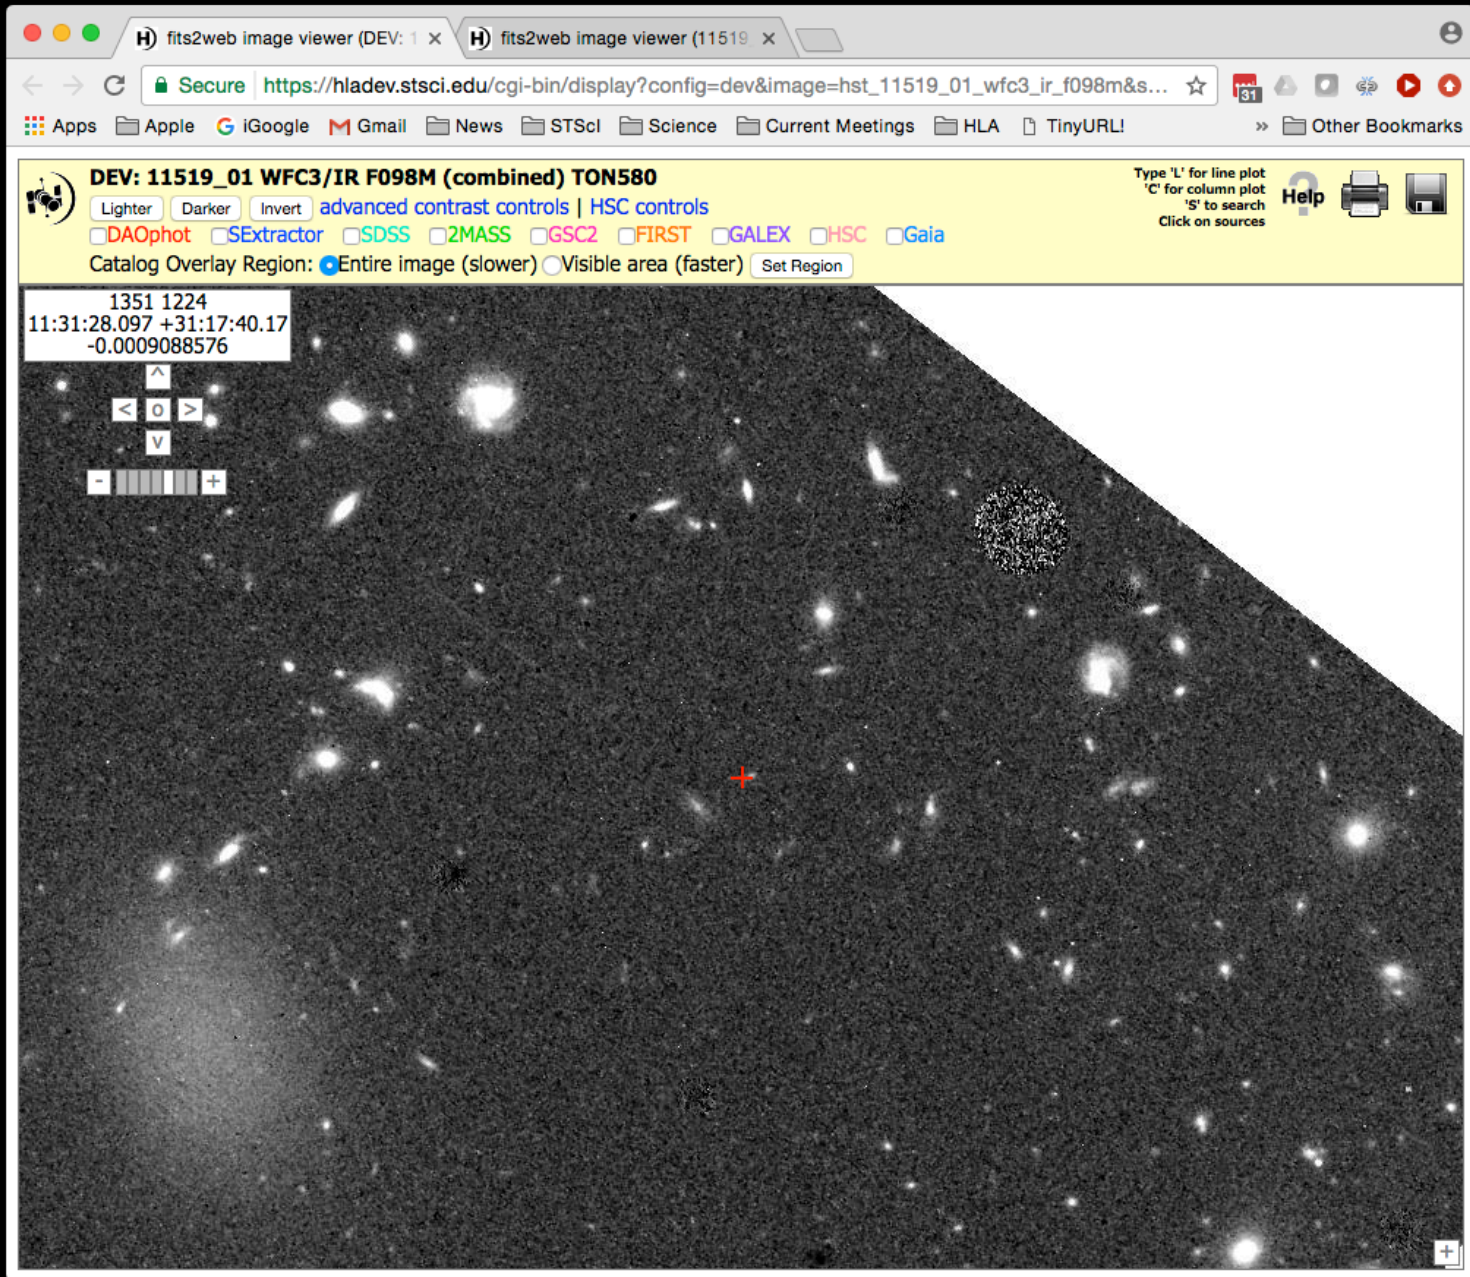 fits2web image viewer (DEV: 1
fits2web image viewer (11519
Secure https://hladev.stsci.edu/cgi-bin/display?config=dev&image=hst_11519_01_wfc3_ir_f098m&s...
31
Apps Apple iGoogle Gmail News STScI Science Current Meetings HLA TinyURL! » Other Bookmarks
DEV: 11519_01 WFC3/IR F098M (combined) TON580
Lighter Darker Invert advanced contrast controls | HSC controls
DAOphot SExtractor SDSS 2MASS GSC2 FIRST GALEX HSC Gaia
Catalog Overlay Region: Entire image (slower) Visible area (faster) Set Region
Type 'L' for line plot
'C' for column plot
'S' to search
Click on sources
Help
1351 1224
11:31:28.097 +31:17:40.17
-0.0009088576
^
< o >
v
- +
+